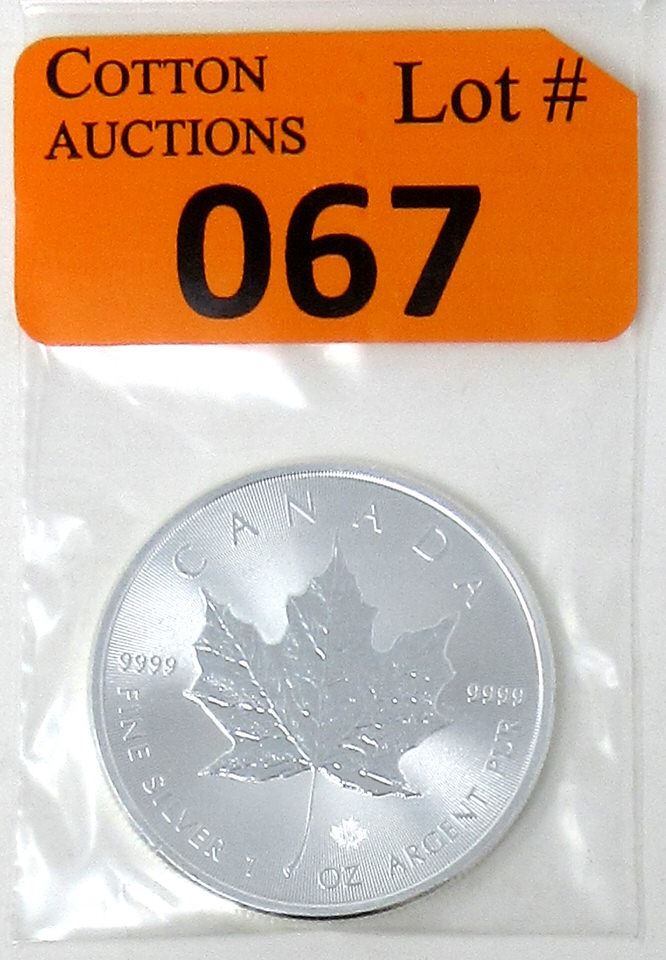 COTTON
AUCTIONS
Lot #
067
CANADA
9999
9999
FINE SILVER 1 OZ ARGENT PUR